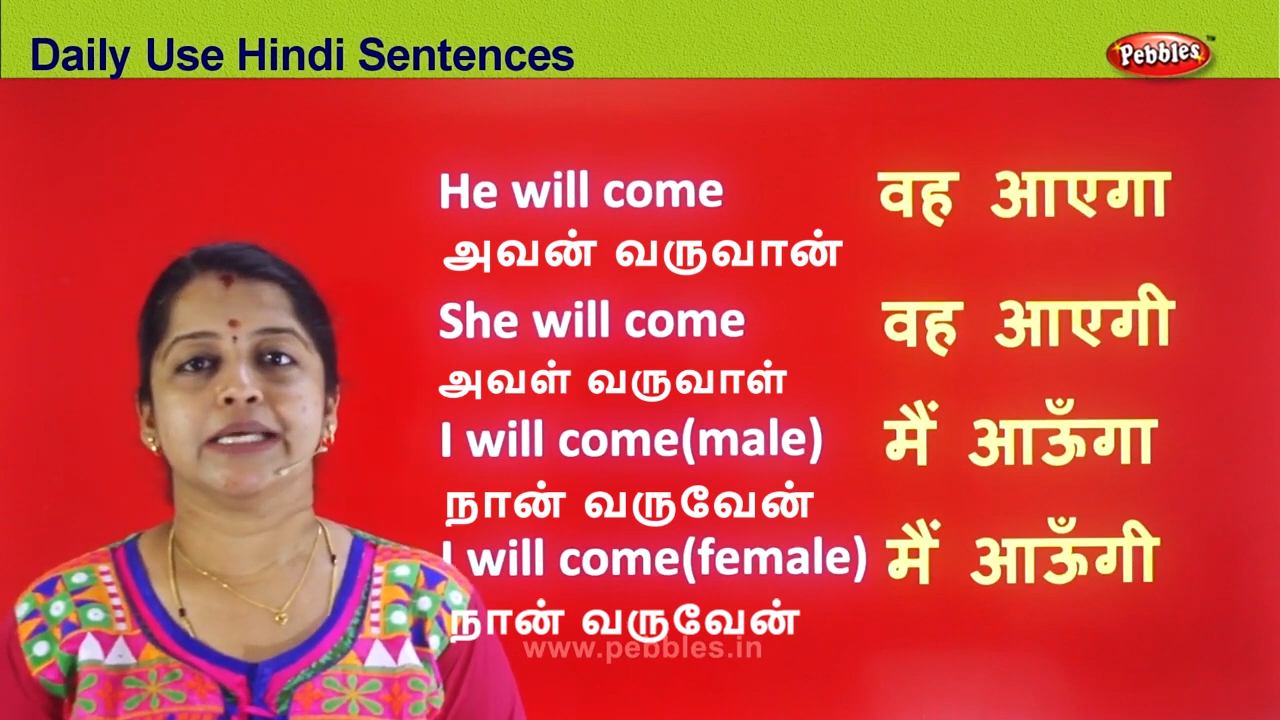 Daily Use Hindi Sentences
Pebbles™
He will come वह आएगा
அவன் வருவான்
She will come वह आएगी
அவள் வருவாள்
I will come(male) मैं आऊँगा
நான் வருவேன்
I will come(female) मैं आऊँगी
நான் வருவேன்
www.pebbles.in